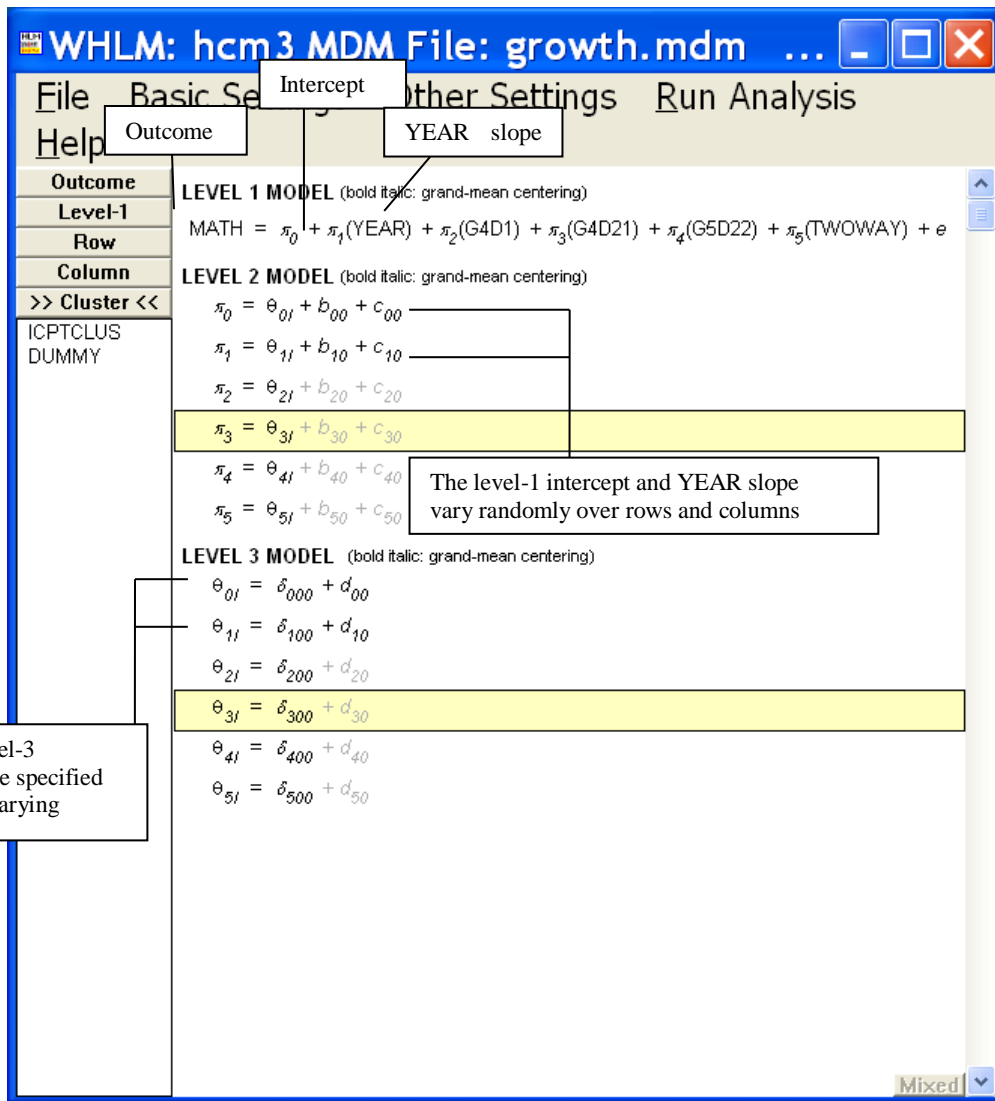 WHLM: hcm3 MDM File: growth.mdm ...
File Basic Se Other Settings Run Analysis
Help
Intercept
Outcome
YEAR slope
Outcome
Level-1
Row
Column
>> Cluster <<
ICPTCLUS
DUMMY
LEVEL 1 MODEL (bold italic: grand-mean centering)
MATH = π0 + π1(YEAR) + π2(G4D1) + π3(G4D21) + π4(G5D22) + π5(TWOWAY) + e
LEVEL 2 MODEL (bold italic: grand-mean centering)
π0 = θ0l + b00 + c00
π1 = θ1l + b10 + c10
π2 = θ2l + b20 + c20
π3 = θ3l + b30 + c30
π4 = θ4l + b40 + c40
π5 = θ5l + b50 + c50
The level-1 intercept and YEAR slope
vary randomly over rows and columns
LEVEL 3 MODEL (bold italic: grand-mean centering)
θ0l = δ000 + d00
θ1l = δ100 + d10
θ2l = δ200 + d20
θ3l = δ300 + d30
θ4l = δ400 + d40
θ5l = δ500 + d50
el-3
e specified
arying
Mixed